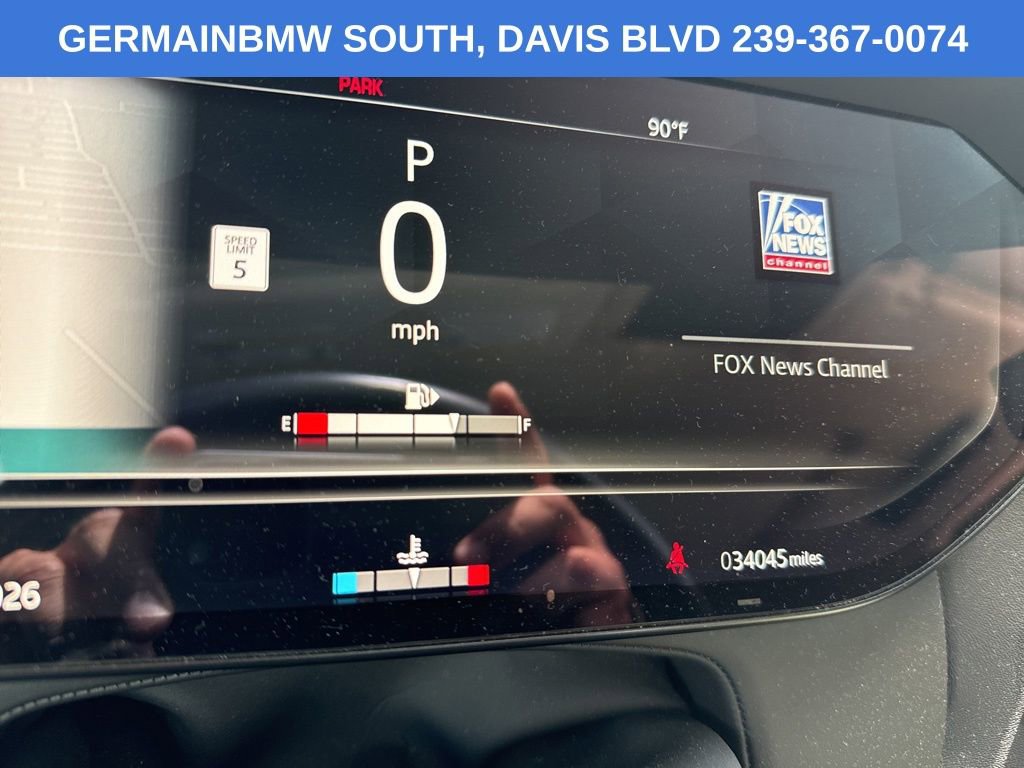 GERMAINBMW SOUTH, DAVIS BLVD 239-367-0074
PARK
90°F
P
SPEED
LIMIT
5
0
mph
FOX
NEWS
channel
FOX News Channel
E
F
026
034045 miles